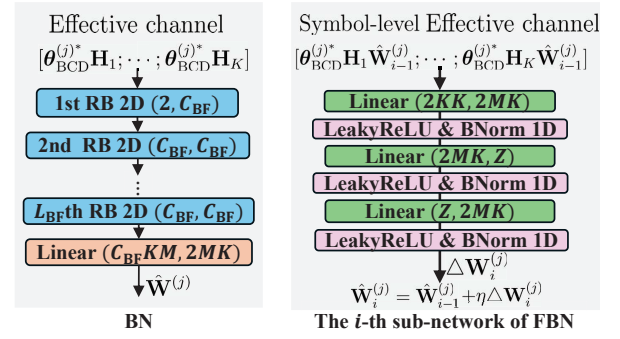 Effective channel
[θ_BCD^(j)* H_1; ⋯ ; θ_BCD^(j)* H_K]
1st RB 2D (2, C_BF)
2nd RB 2D (C_BF, C_BF)
⋮
L_BFth RB 2D (C_BF, C_BF)
Linear (C_BFKM, 2MK)
Ŵ^(j)
BN
Symbol-level Effective channel
[θ_BCD^(j)* H_1 Ŵ_{i-1}^(j); ⋯ ; θ_BCD^(j)* H_K Ŵ_{i-1}^(j)]
Linear (2KK, 2MK)
LeakyReLU & BNorm 1D
Linear (2MK, Z)
LeakyReLU & BNorm 1D
Linear (Z, 2MK)
LeakyReLU & BNorm 1D
△W_i^(j)
Ŵ_i^(j) = Ŵ_{i-1}^(j) + η△W_i^(j)
The i-th sub-network of FBN